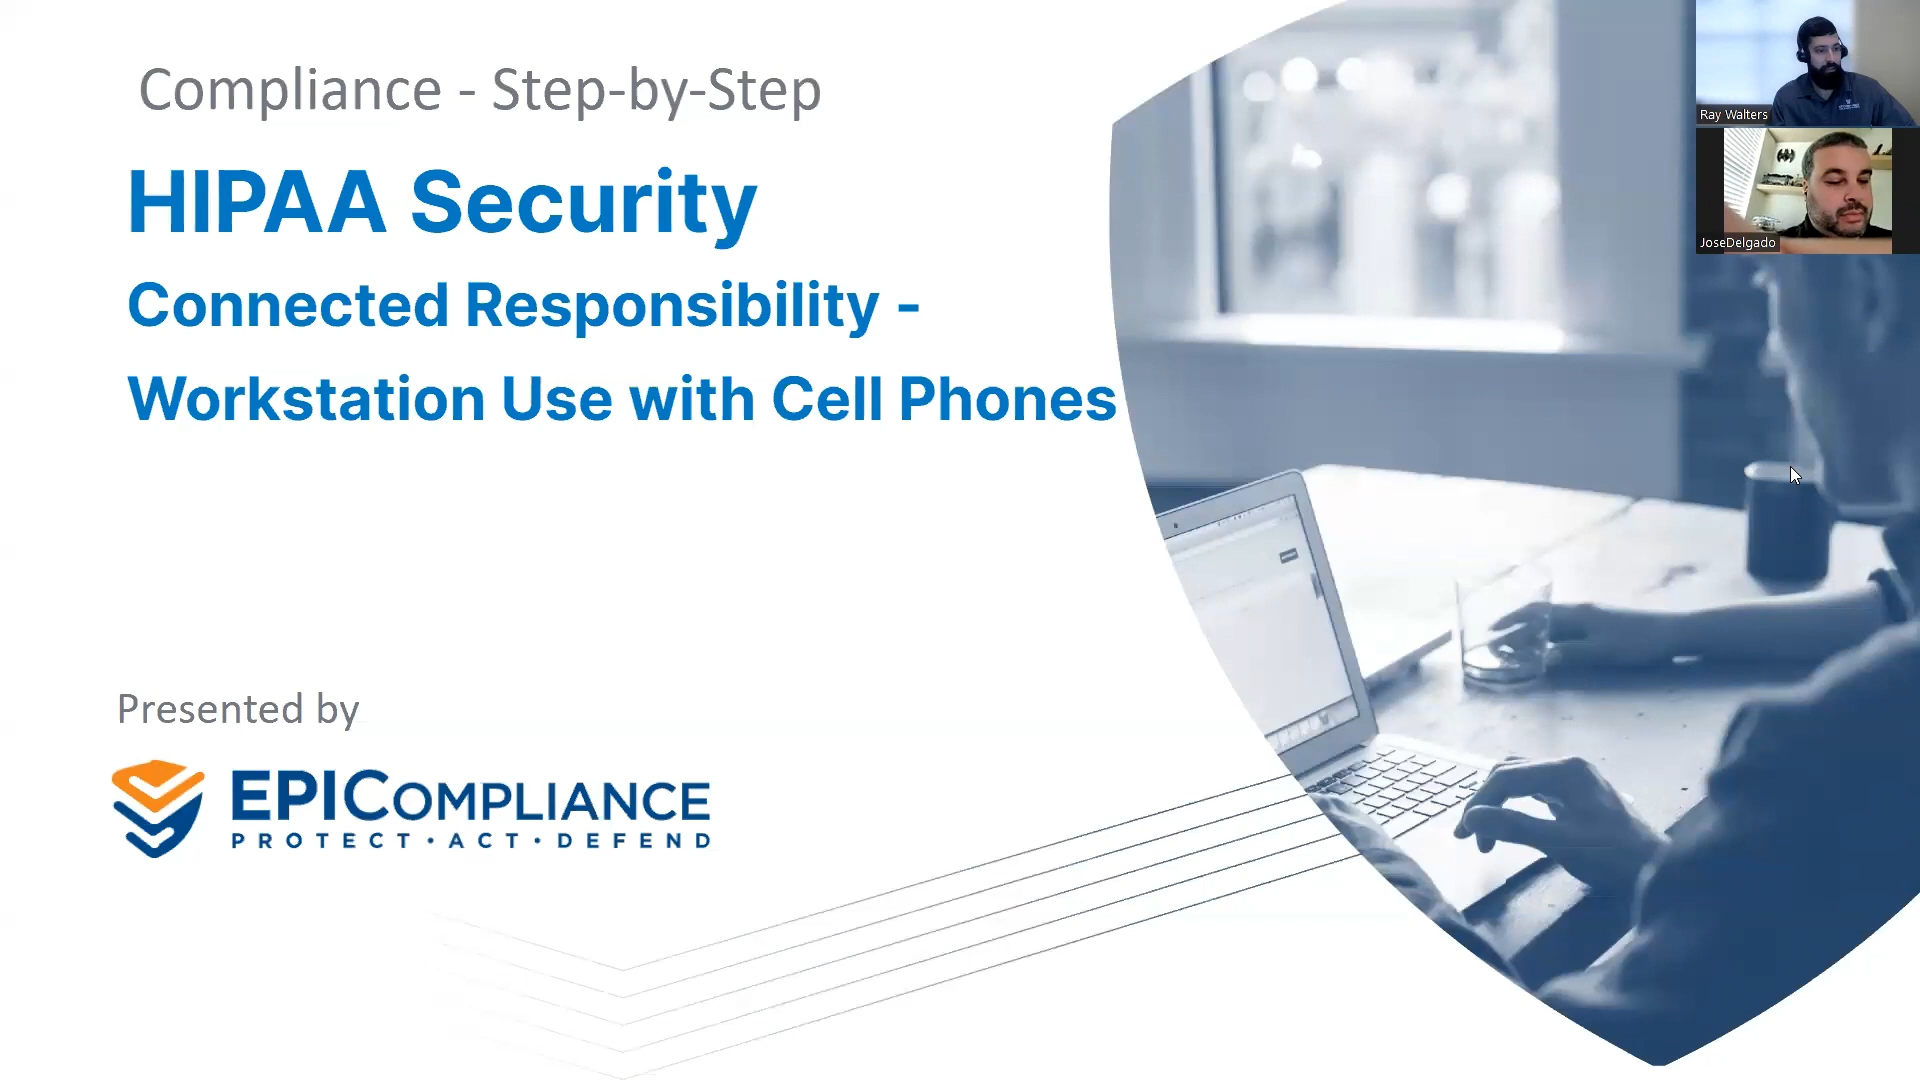 Compliance - Step-by-Step
HIPAA Security
Connected Responsibility -
Workstation Use with Cell Phones
Presented by
EPICOMPLIANCE
PROTECT · ACT · DEFEND
Ray Walters
JoseDelgado